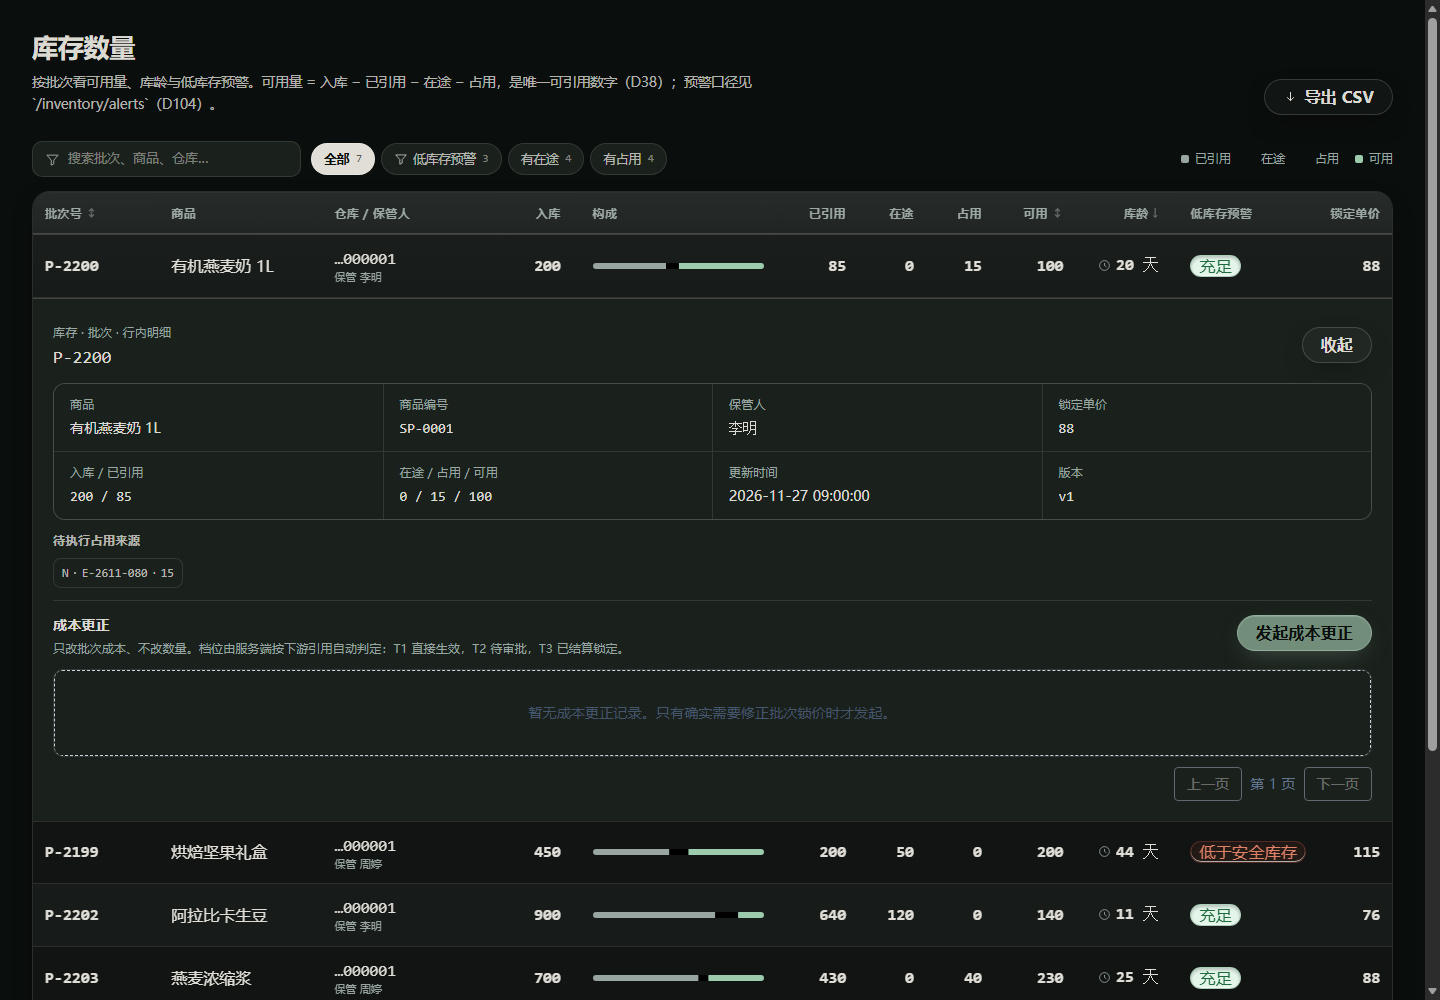 库存数量
按批次看可用量、库龄与低库存预警。可用量 = 入库 − 已引用 − 在途 − 占用，是唯一可引用数字（D38）；预警口径见
`/inventory/alerts`（D104）。
↓ 导出 CSV
搜索批次、商品、仓库...
全部 7
低库存预警 3
有在途 4
有占用 4
已引用 在途 占用 可用
批次号 商品 仓库 / 保管人 入库 构成 已引用 在途 占用 可用 库龄 ↓ 低库存预警 锁定单价
P-2200 有机燕麦奶 1L …000001 200 85 0 15 100 20 天 充足 88
保管 李明
库存 · 批次 · 行内明细
P-2200
收起
商品 商品编号 保管人 锁定单价
有机燕麦奶 1L SP-0001 李明 88
入库 / 已引用 在途 / 占用 / 可用 更新时间 版本
200 / 85 0 / 15 / 100 2026-11-27 09:00:00 v1
待执行占用来源
N · E-2611-080 · 15
成本更正
只改批次成本、不改数量。档位由服务端按下游引用自动判定：T1 直接生效，T2 待审批，T3 已结算锁定。
发起成本更正
暂无成本更正记录。只有确实需要修正批次锁价时才发起。
上一页 第 1 页 下一页
P-2199 烘焙坚果礼盒 …000001 450 200 50 0 200 44 天 低于安全库存 115
保管 周婷
P-2202 阿拉比卡生豆 …000001 900 640 120 0 140 11 天 充足 76
保管 李明
P-2203 燕麦浓缩浆 …000001 700 430 0 40 230 25 天 充足 88
保管 周婷